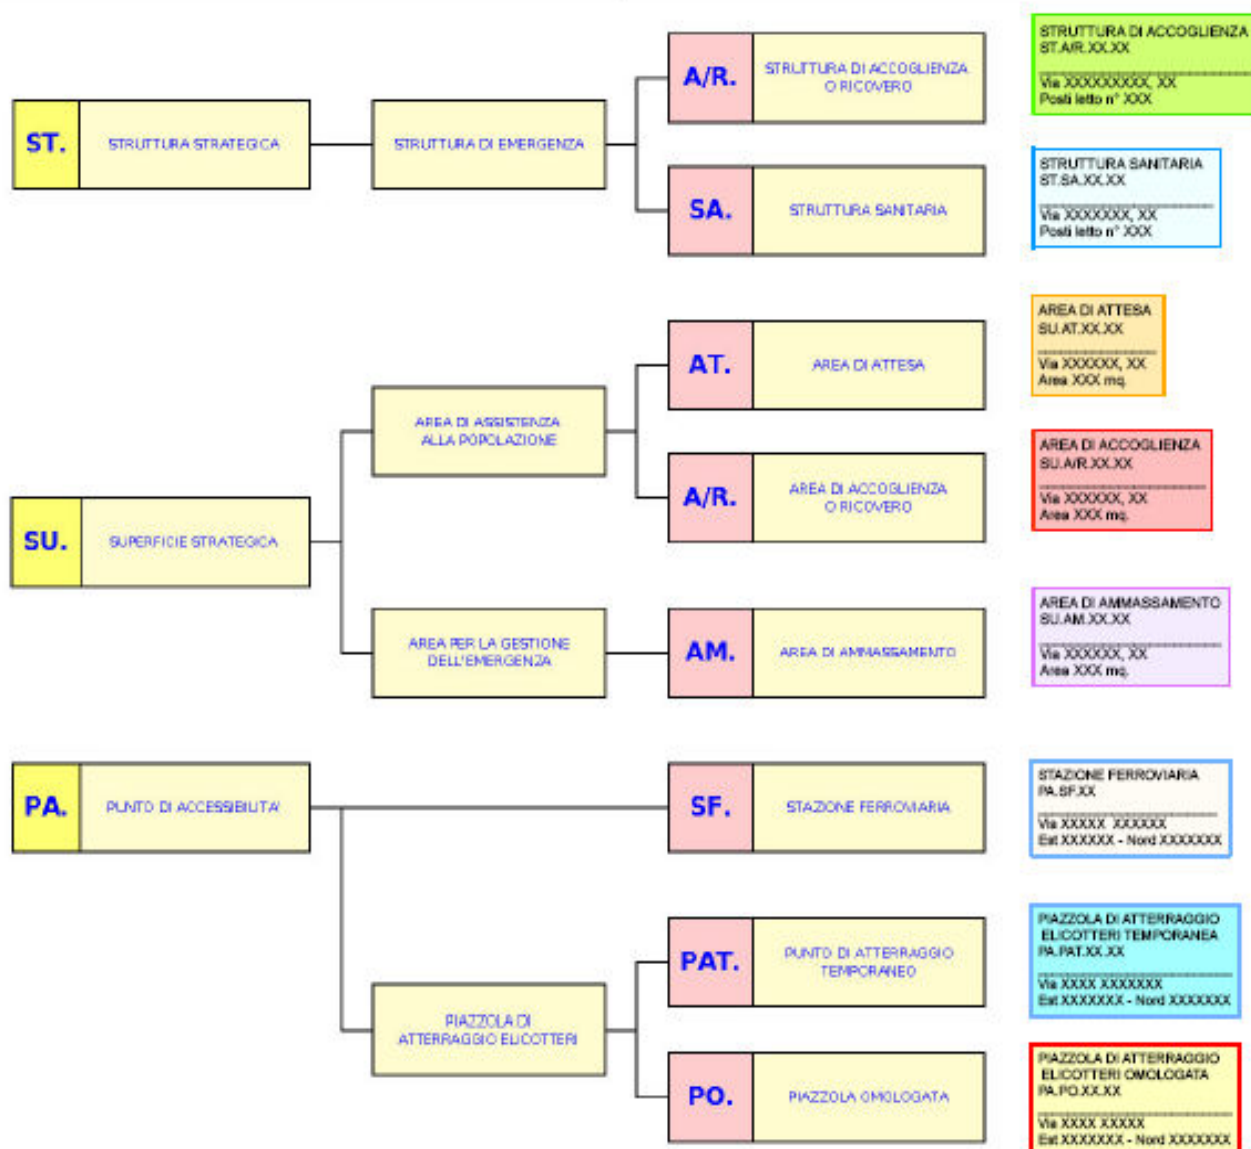 ST.
STRUTTURA STRATEGICA
STRUTTURA DI EMERGENZA
A/R.
STRUTTURA DI ACCOGLIENZA
O RICOVERO
STRUTTURA DI ACCOGLIENZA
ST.A/R.XX.XX
Via XXXXXXXXXX, XX
Posti letto n° XXX
SA.
STRUTTURA SANITARIA
STRUTTURA SANITARIA
ST.SA.XX.XX
Via XXXXXXX, XX
Posti letto n° XXX
SU.
SUPERFICIE STRATEGICA
AREA DI ASSISTENZA
ALLA POPOLAZIONE
AT.
AREA DI ATTESA
AREA DI ATTESA
SU.AT.XX.XX
Via XXXXXX, XX
Area XXX mq.
A/R.
AREA DI ACCOGLIENZA
O RICOVERO
AREA DI ACCOGLIENZA
SU.A/R.XX.XX
Via XXXXXX, XX
Area XXX mq.
AREA PER LA GESTIONE
DELL'EMERGENZA
AM.
AREA DI AMMASSAMENTO
AREA DI AMMASSAMENTO
SU.AM.XX.XX
Via XXXXXX, XX
Area XXX mq.
PA.
PUNTO DI ACCESSIBILITA'
SF.
STAZIONE FERROVIARIA
STAZIONE FERROVIARIA
PA.SF.XX
Via XXXXX XXXXXX
Est XXXXXX - Nord XXXXXXX
PIAZZOLA DI
ATTERRAGGIO ELICOTTERI
PAT.
PUNTO DI ATTERRAGGIO
TEMPORANEO
PIAZZOLA DI ATTERRAGGIO
ELICOTTERI TEMPORANEA
PA.PAT.XX.XX
Via XXXX XXXXXXX
Est XXXXXXX - Nord XXXXXXX
PO.
PIAZZOLA OMOLOGATA
PIAZZOLA DI ATTERRAGGIO
ELICOTTERI OMOLOGATA
PA.PO.XX.XX
Via XXXX XXXXX
Est XXXXXXX - Nord XXXXXXX